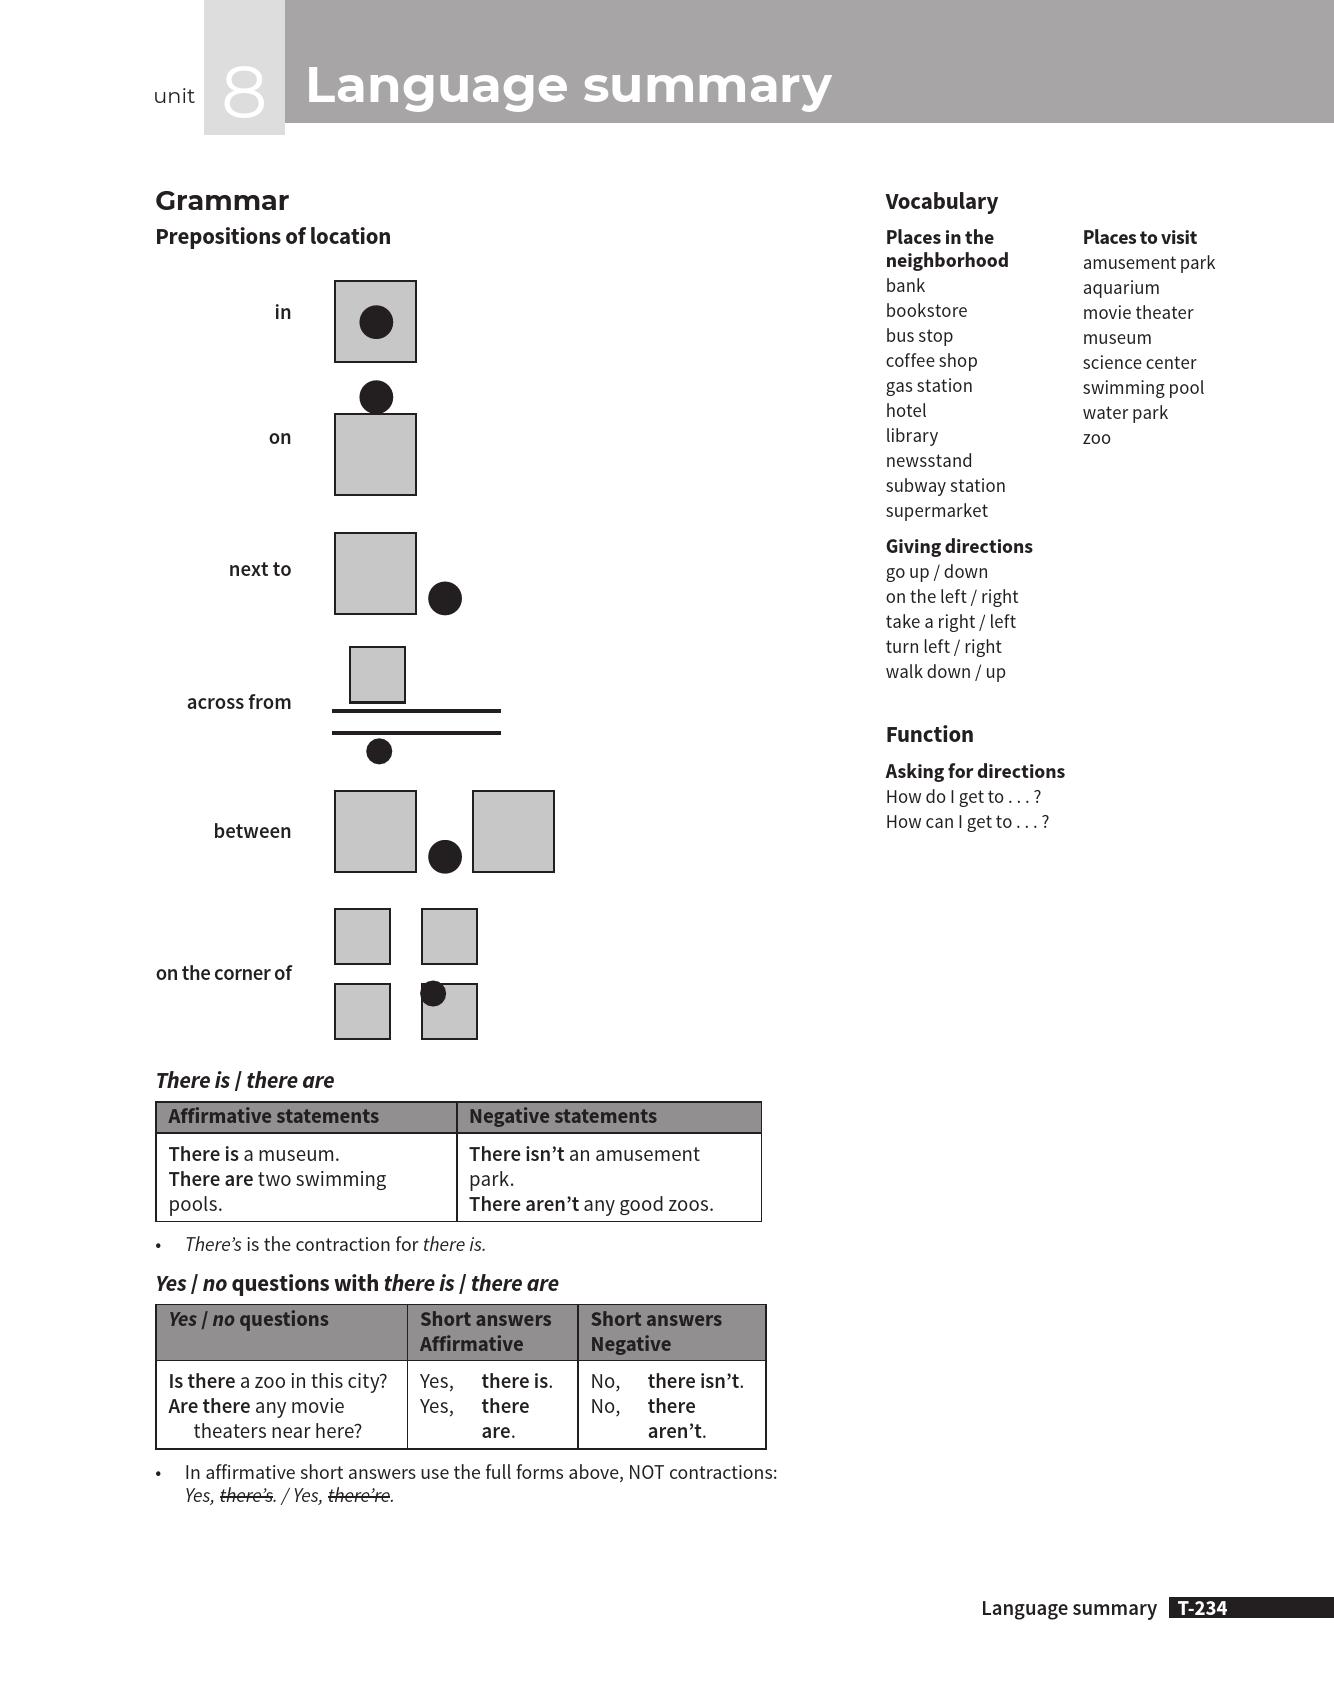 unit 8 Language summary
Grammar
Prepositions of location
in
on
next to
across from
between
on the corner of
There is / there are
Affirmative statements Negative statements
There is a museum. There isn’t an amusement
There are two swimming park.
pools. There aren’t any good zoos.
• There’s is the contraction for there is.
Yes / no questions with there is / there are
Yes / no questions Short answers Short answers
Affirmative Negative
Is there a zoo in this city? Yes, there is. No, there isn’t.
Are there any movie Yes, there No, there
theaters near here? are. aren’t.
• In affirmative short answers use the full forms above, NOT contractions:
Yes, there’s. / Yes, there’re.
Vocabulary
Places in the
neighborhood
bank
bookstore
bus stop
coffee shop
gas station
hotel
library
newsstand
subway station
supermarket
Places to visit
amusement park
aquarium
movie theater
museum
science center
swimming pool
water park
zoo
Giving directions
go up / down
on the left / right
take a right / left
turn left / right
walk down / up
Function
Asking for directions
How do I get to . . . ?
How can I get to . . . ?
Language summary T-234